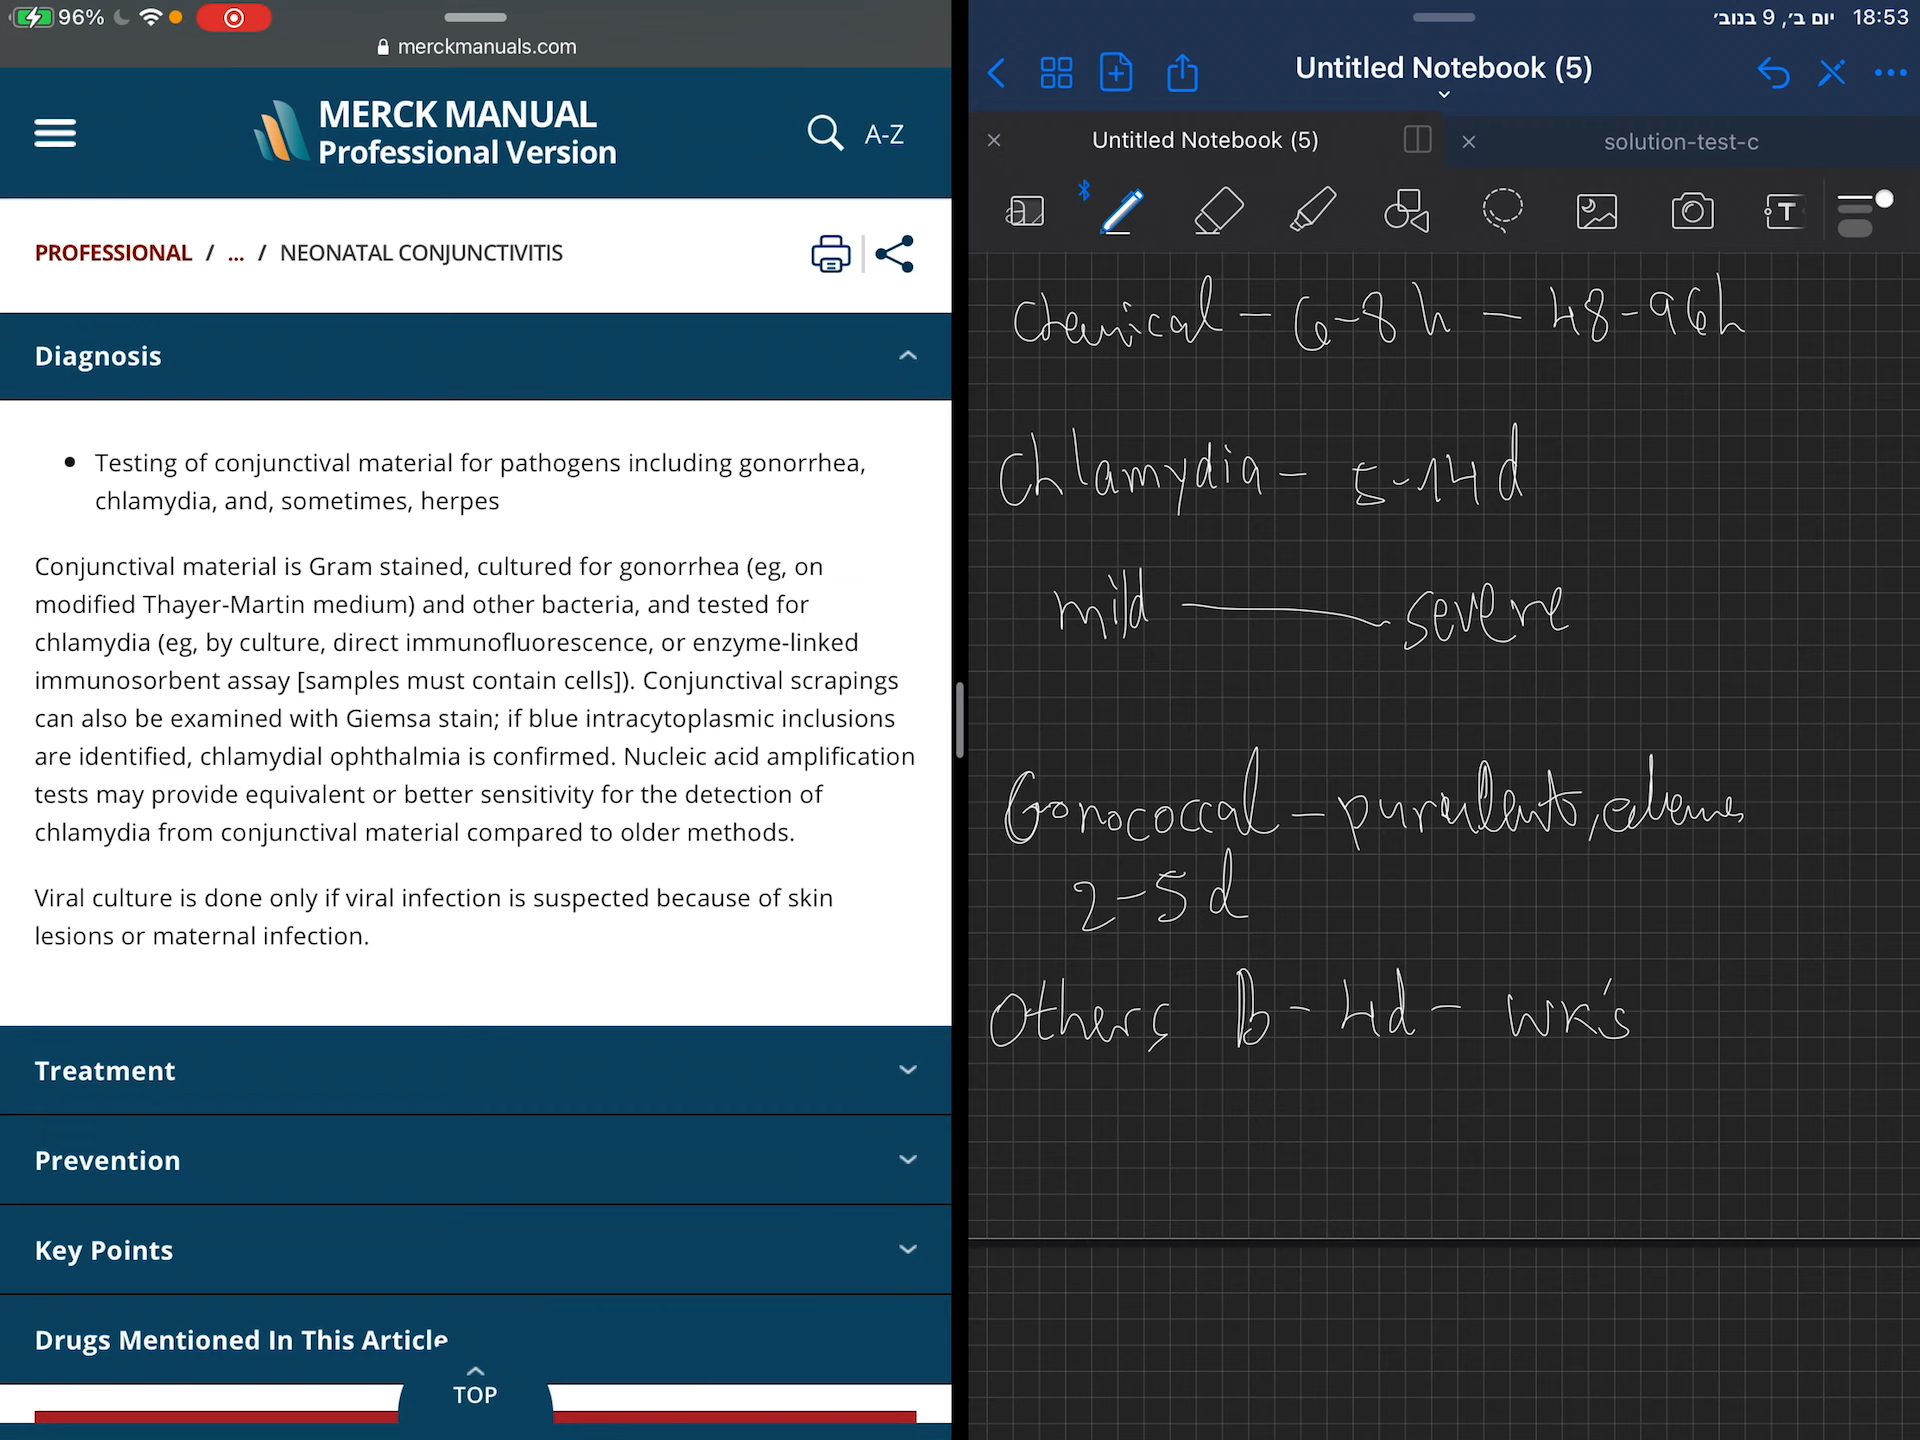 96%
merckmanuals.com
MERCK MANUAL
Professional Version
A-Z
PROFESSIONAL / ... / NEONATAL CONJUNCTIVITIS
Diagnosis
• Testing of conjunctival material for pathogens including gonorrhea,
chlamydia, and, sometimes, herpes
Conjunctival material is Gram stained, cultured for gonorrhea (eg, on
modified Thayer-Martin medium) and other bacteria, and tested for
chlamydia (eg, by culture, direct immunofluorescence, or enzyme-linked
immunosorbent assay [samples must contain cells]). Conjunctival scrapings
can also be examined with Giemsa stain; if blue intracytoplasmic inclusions
are identified, chlamydial ophthalmia is confirmed. Nucleic acid amplification
tests may provide equivalent or better sensitivity for the detection of
chlamydia from conjunctival material compared to older methods.
Viral culture is done only if viral infection is suspected because of skin
lesions or maternal infection.
Treatment
Prevention
Key Points
Drugs Mentioned In This Article
TOP
18:53 יום ב׳, 9 בנוב׳
Untitled Notebook (5)
Untitled Notebook (5)
solution-test-c
a
T
Chemical - 6-8 h - 48-96h
Chlamydia - 5-14 d
mild — severe
Gonococcal - purulent,
2-5 d
Others B - 4d - wk's